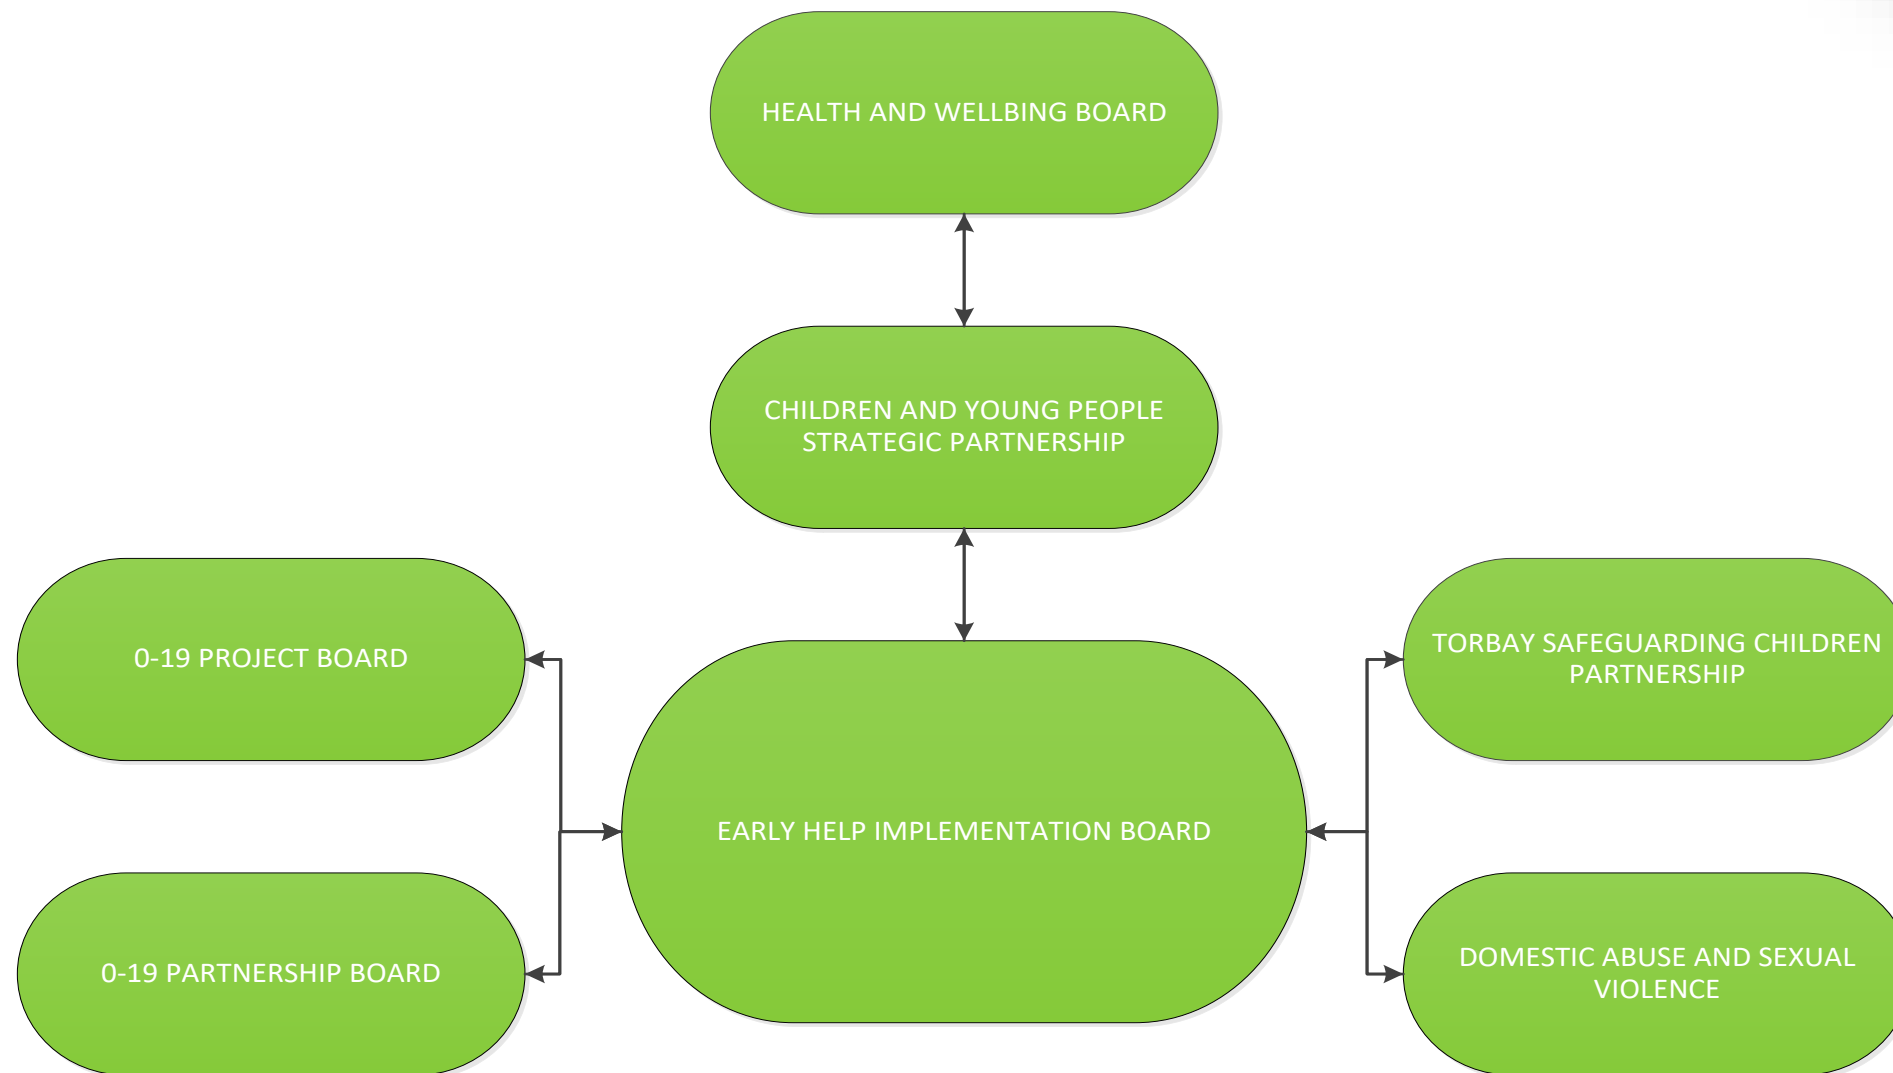 HEALTH AND WELLBING BOARD
CHILDREN AND YOUNG PEOPLE
STRATEGIC PARTNERSHIP
0-19 PROJECT BOARD
TORBAY SAFEGUARDING CHILDREN
PARTNERSHIP
EARLY HELP IMPLEMENTATION BOARD
0-19 PARTNERSHIP BOARD
DOMESTIC ABUSE AND SEXUAL
VIOLENCE